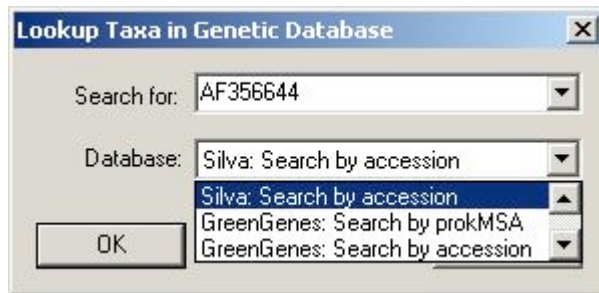 Lookup Taxa in Genetic Database
Search for: AF356644
Database: Silva: Search by accession
Silva: Search by accession
GreenGenes: Search by prokMSA
GreenGenes: Search by accession
OK